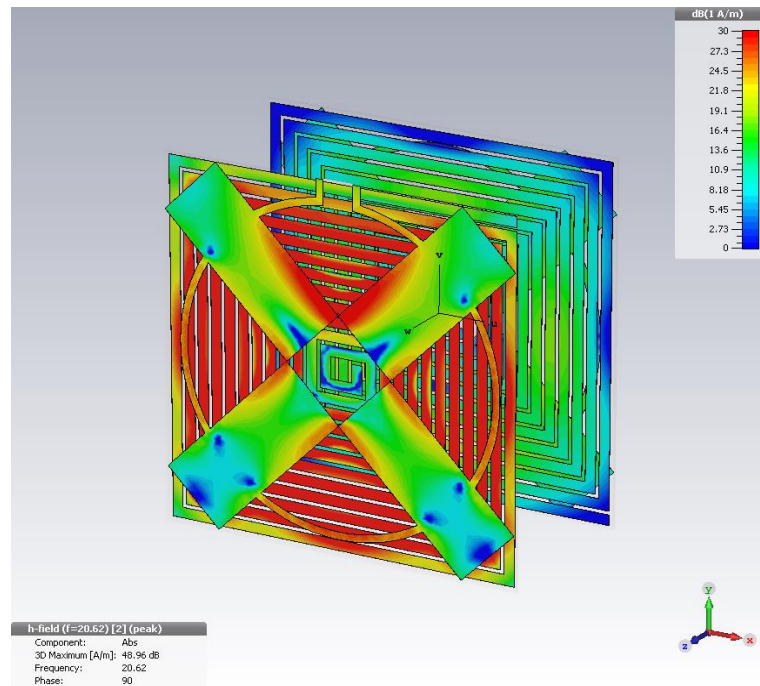 dB(1 A/m)
30
27.3
24.5
21.8
19.1
16.4
13.6
10.9
8.18
5.45
2.73
0
v
w
u
y
z
x
h-field (f=20.62) [2] (peak)
Component: Abs
3D Maximum [A/m]: 48.96 dB
Frequency: 20.62
Phase: 90